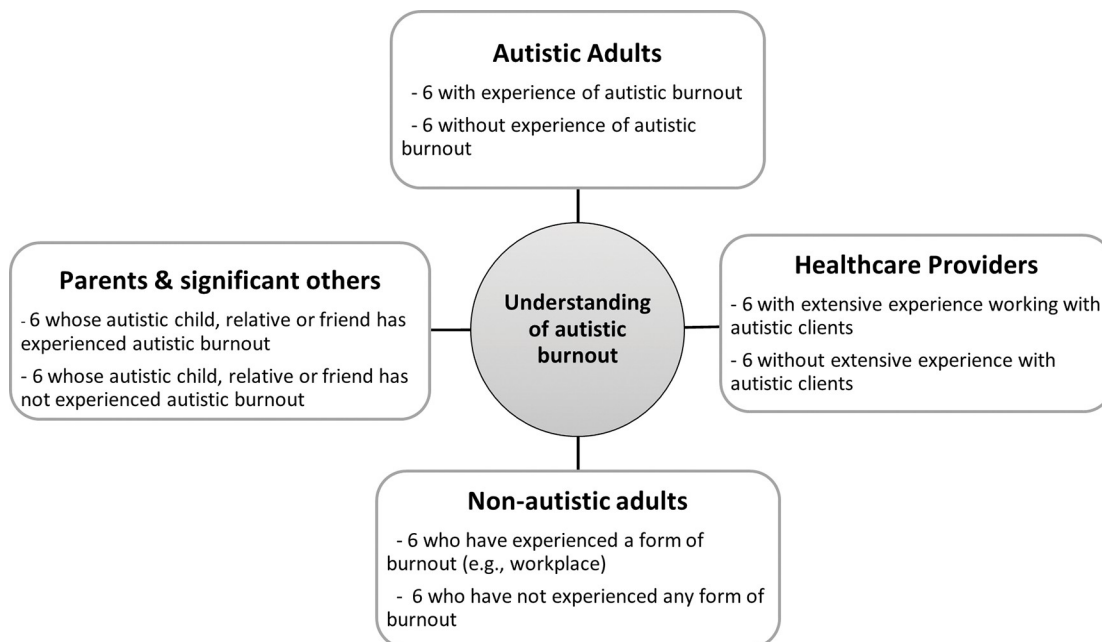 Autistic Adults
- 6 with experience of autistic burnout
- 6 without experience of autistic
burnout
Parents & significant others
- 6 whose autistic child, relative or friend has
experienced autistic burnout
- 6 whose autistic child, relative or friend has
not experienced autistic burnout
Understanding
of autistic
burnout
Healthcare Providers
- 6 with extensive experience working with
autistic clients
- 6 without extensive experience with
autistic clients
Non-autistic adults
- 6 who have experienced a form of
burnout (e.g., workplace)
- 6 who have not experienced any form of
burnout